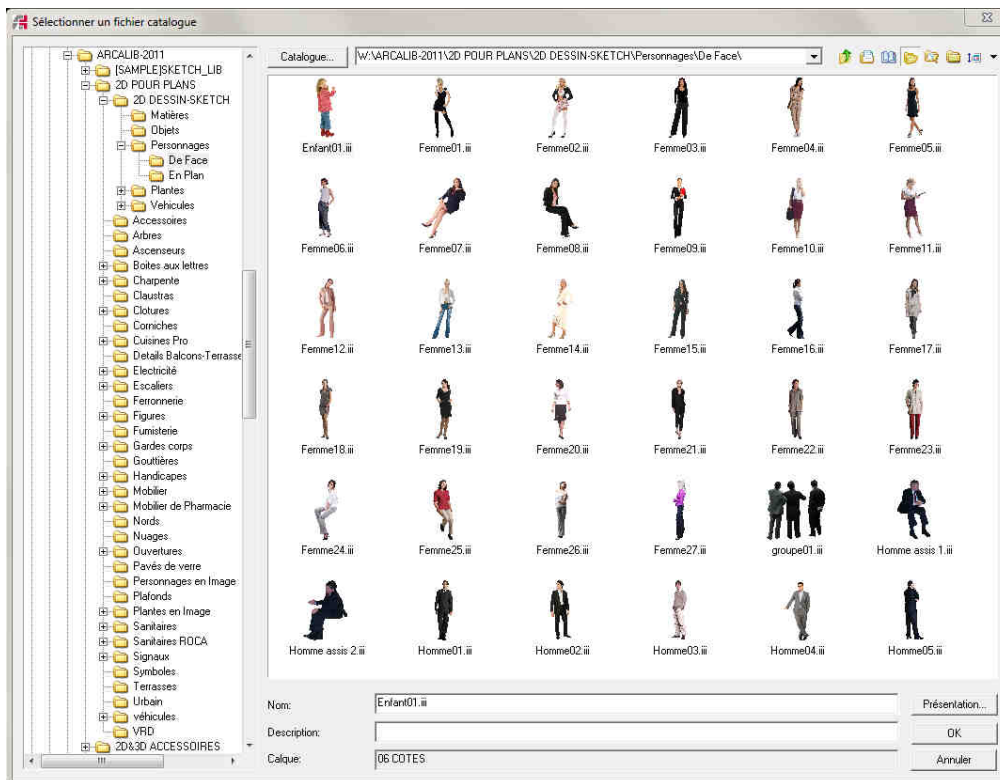 Sélectionner un fichier catalogue
ARCALIB-2011
[SAMPLE]SKETCH_LIB
2D POUR PLANS
2D DESSIN-SKETCH
Matières
Objets
Personnages
De Face
En Plan
Plantes
Vehicules
Accessoires
Arbres
Ascenseurs
Boites aux lettres
Charpente
Claustras
Clotures
Corniches
Cuisines Pro
Details Balcons-Terrasse
Electricité
Escaliers
Ferronnerie
Figures
Fumisterie
Gardes corps
Gouttières
Handicapes
Mobilier
Mobilier de Pharmacie
Nords
Nuages
Ouvertures
Pavés de verre
Personnages en Image
Plafonds
Plantes en Image
Sanitaires
Sanitaires ROCA
Signaux
Symboles
Terrasses
Urbain
véhicules
VRD
2D&3D ACCESSOIRES
Catalogue... W:\ARCALIB-2011\2D POUR PLANS\2D DESSIN-SKETCH\Personnages\De Face\
Enfant01.iii Femme01.iii Femme02.iii Femme03.iii Femme04.iii Femme05.iii
Femme06.iii Femme07.iii Femme08.iii Femme09.iii Femme10.iii Femme11.iii
Femme12.iii Femme13.iii Femme14.iii Femme15.iii Femme16.iii Femme17.iii
Femme18.iii Femme19.iii Femme20.iii Femme21.iii Femme22.iii Femme23.iii
Femme24.iii Femme25.iii Femme26.iii Femme27.iii groupe01.iii Homme assis 1.iii
Homme assis 2.iii Homme01.iii Homme02.iii Homme03.iii Homme04.iii Homme05.iii
Nom: Enfant01.iii Présentation...
Description: OK
Calque: 06 COTES Annuler